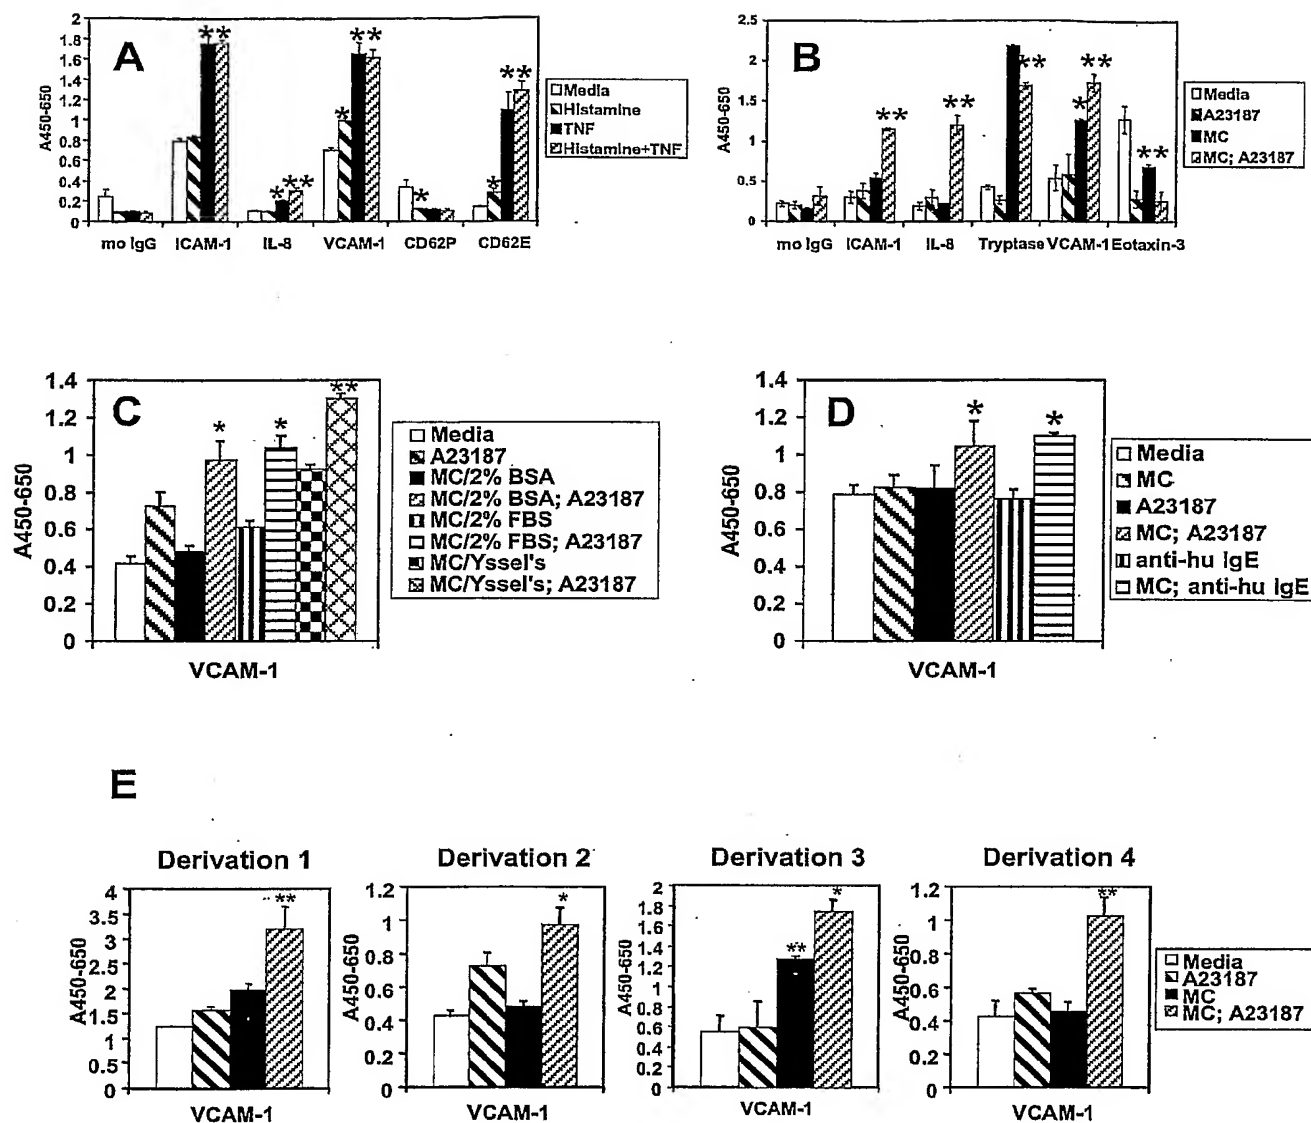 A
A450-650
2
1.8
1.6
1.4
1.2
1
0.8
0.6
0.4
0.2
0
** ** * ** * ** * * **
mo IgG ICAM-1 IL-8 VCAM-1 CD62P CD62E
Media
Histamine
TNF
Histamine+TNF
B
A450-650
2.5
2
1.5
1
0.5
0
** ** ** * ** **
mo IgG ICAM-1 IL-8 Tryptase VCAM-1 Eotaxin-3
Media
A23187
MC
MC; A23187
C
A450-650
1.4
1.2
1
0.8
0.6
0.4
0.2
0
* * **
VCAM-1
Media
A23187
MC/2% BSA
MC/2% BSA; A23187
MC/2% FBS
MC/2% FBS; A23187
MC/Yssel's
MC/Yssel's; A23187
D
A450-650
1.4
1.2
1
0.8
0.6
0.4
0.2
0
* *
VCAM-1
Media
MC
A23187
MC; A23187
anti-hu IgE
MC; anti-hu IgE
E
Derivation 1
A450-650
4
3.5
3
2.5
2
1.5
1
0.5
0
**
VCAM-1
Derivation 2
A450-650
1.2
1
0.8
0.6
0.4
0.2
0
*
VCAM-1
Derivation 3
A450-650
2
1.8
1.6
1.4
1.2
1
0.8
0.6
0.4
0.2
0
** *
VCAM-1
Derivation 4
A450-650
1.2
1
0.8
0.6
0.4
0.2
0
**
VCAM-1
Media
A23187
MC
MC; A23187